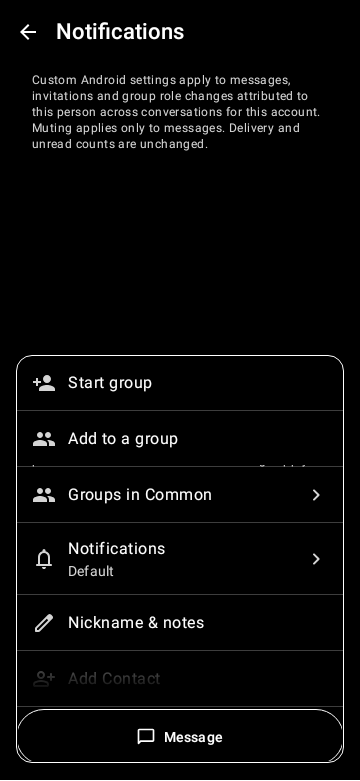 Notifications
Custom Android settings apply to messages,
invitations and group role changes attributed to
this person across conversations for this account.
Muting applies only to messages. Delivery and
unread counts are unchanged.
Start group
Add to a group
Groups in Common
Notifications
Default
Nickname & notes
Add Contact
Message